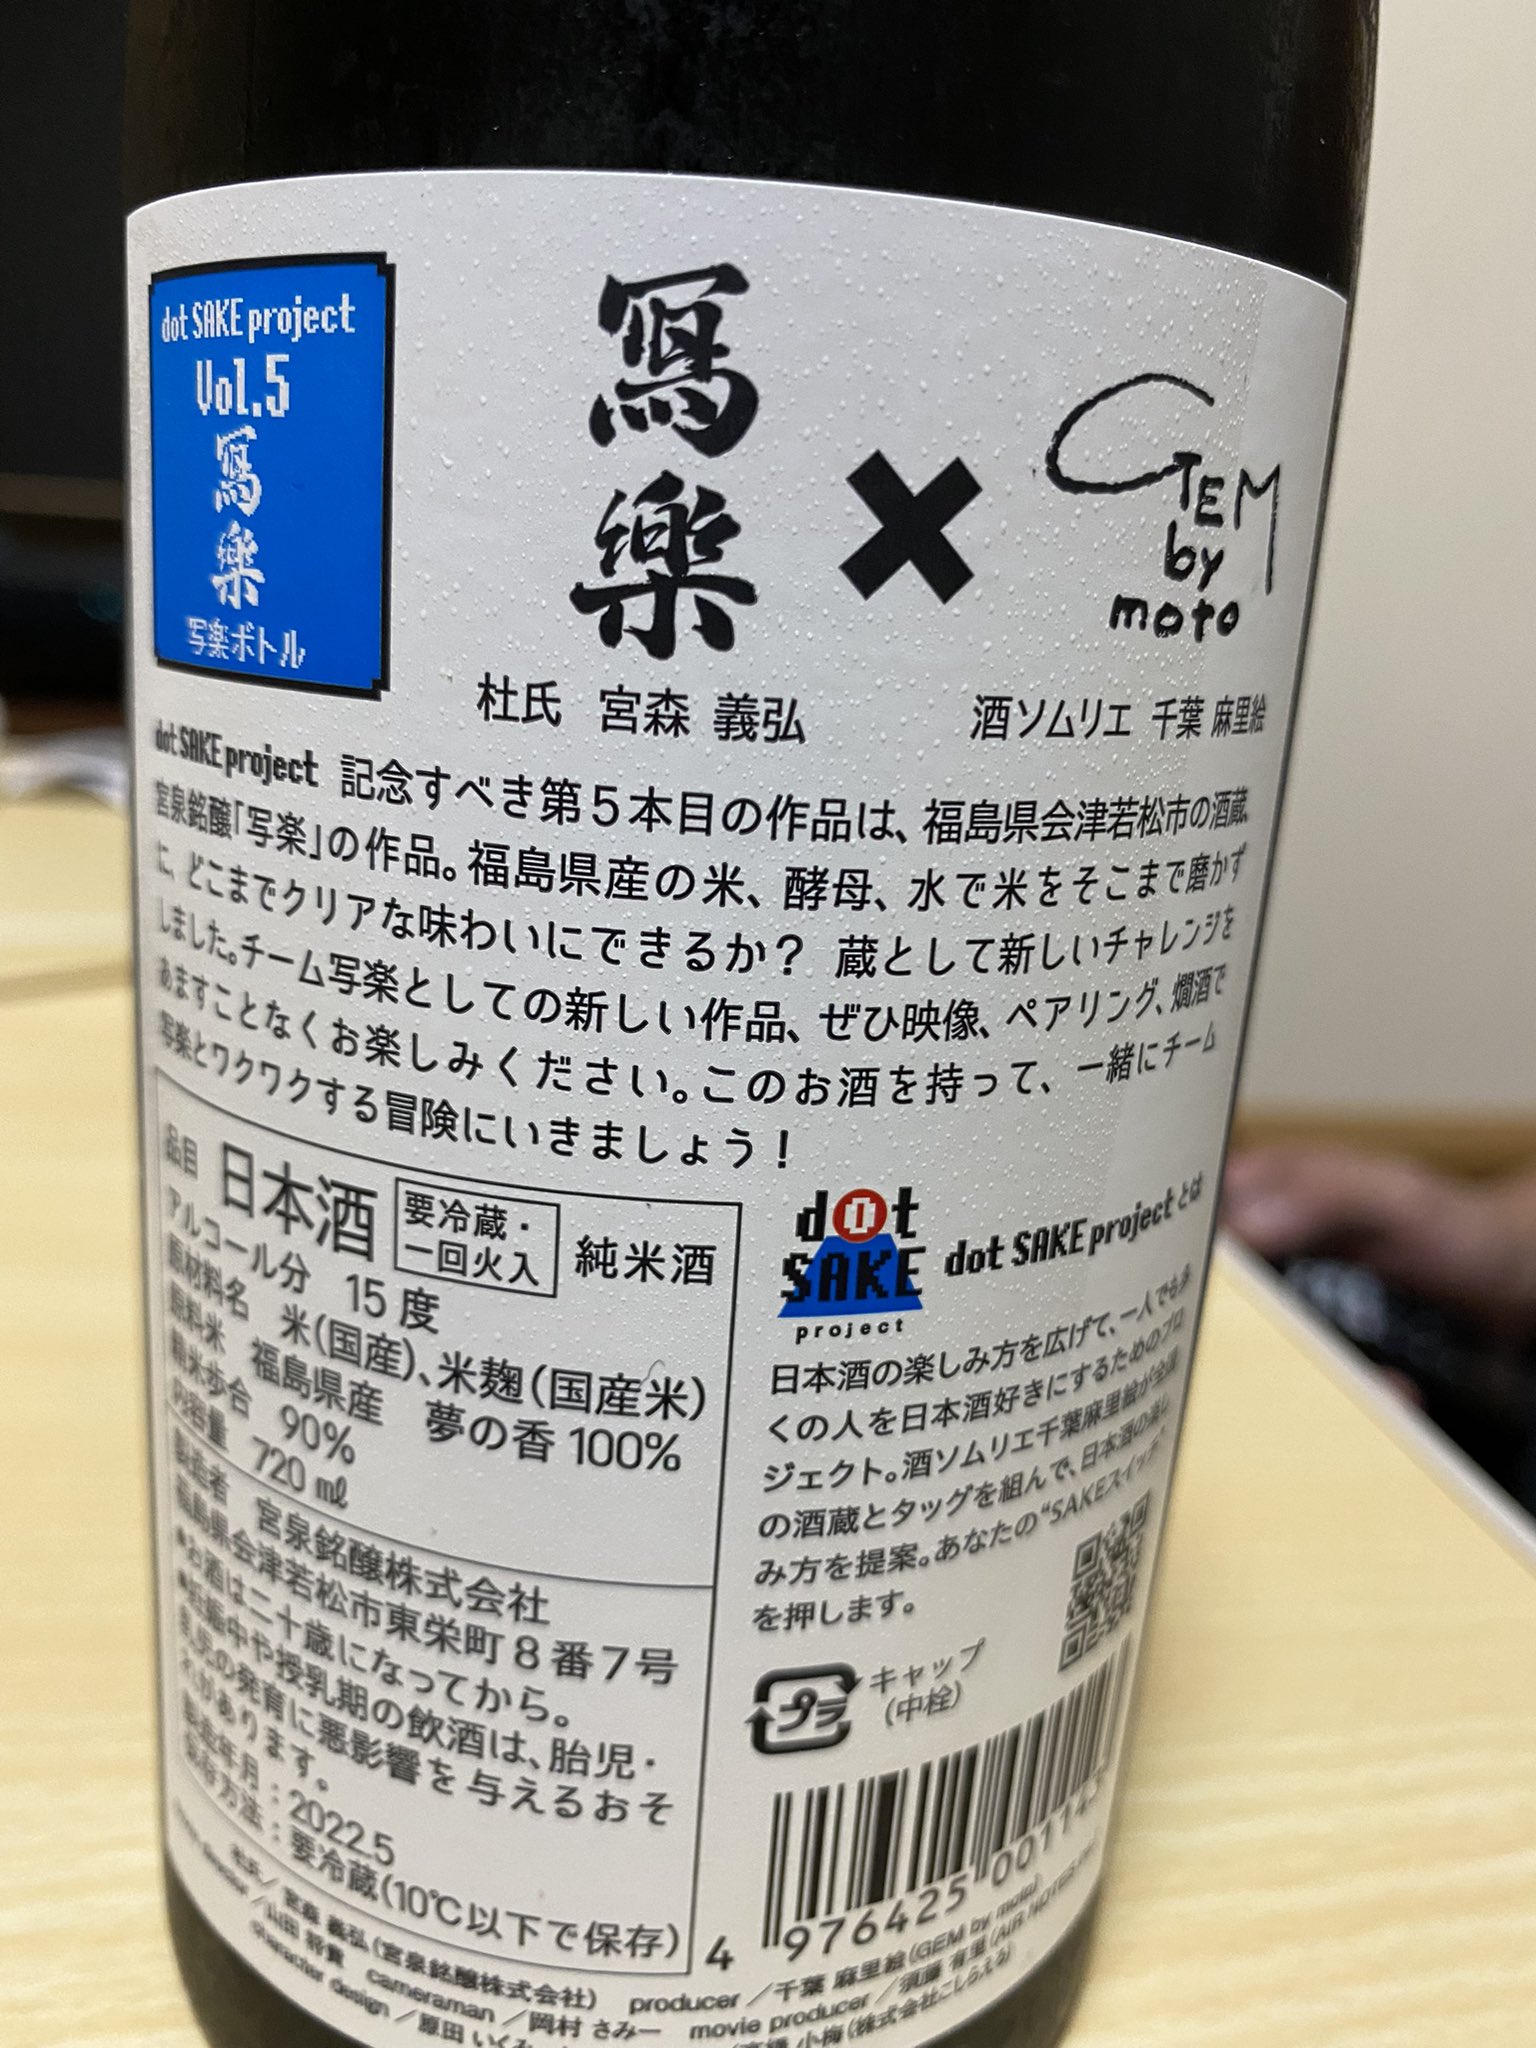 dot SAKE project
Vol.5
寫
楽
写楽ボトル
寫
楽
×
GEM
by
moto
杜氏 宮森 義弘
酒ソムリエ 千葉 麻里絵
dot SAKE project 記念すべき第5本目の作品は、福島県会津若松市の酒蔵、
宮泉銘醸「写楽」の作品。福島県産の米、酵母、水で米をそこまで磨かず
に、どこまでクリアな味わいにできるか? 蔵として新しいチャレンジを
しました。チーム写楽としての新しい作品、ぜひ映像、ペアリング、燗酒で
あますことなくお楽しみください。このお酒を持って、一緒にチーム
写楽とワクワクする冒険にいきましょう!
品目 日本酒 要冷蔵・一回火入 純米酒
アルコール分 15度
原材料名 米(国産)、米麹(国産米)
原料米 福島県産 夢の香100%
精米歩合 90%
内容量 720㎖
製造者 宮泉銘醸株式会社
福島県会津若松市東栄町8番7号
■お酒は二十歳になってから。
■妊娠中や授乳期の飲酒は、胎児・
乳児の発育に悪影響を与えるおそ
れがあります。
製造年月:2022.5
保存方法:要冷蔵(10℃以下で保存)
dot
SAKE
project
dot SAKE projectとは
日本酒の楽しみ方を広げて、一人でも多
くの人を日本酒好きにするためのプロ
ジェクト。酒ソムリエ千葉麻里絵が全国
の酒蔵とタッグを組んで、日本酒の楽し
み方を提案。あなたの“SAKEスイッチ”
を押します。
プラ
キャップ
(中栓)
4 976425 00114
杜氏/宮森 義弘(宮泉銘醸株式会社) producer/千葉 麻里絵(GEM by moto)
director/山田 cameraman/岡村 さみー movie producer/須藤 有里
character design/原田 小梅(株式会社こしらえる)